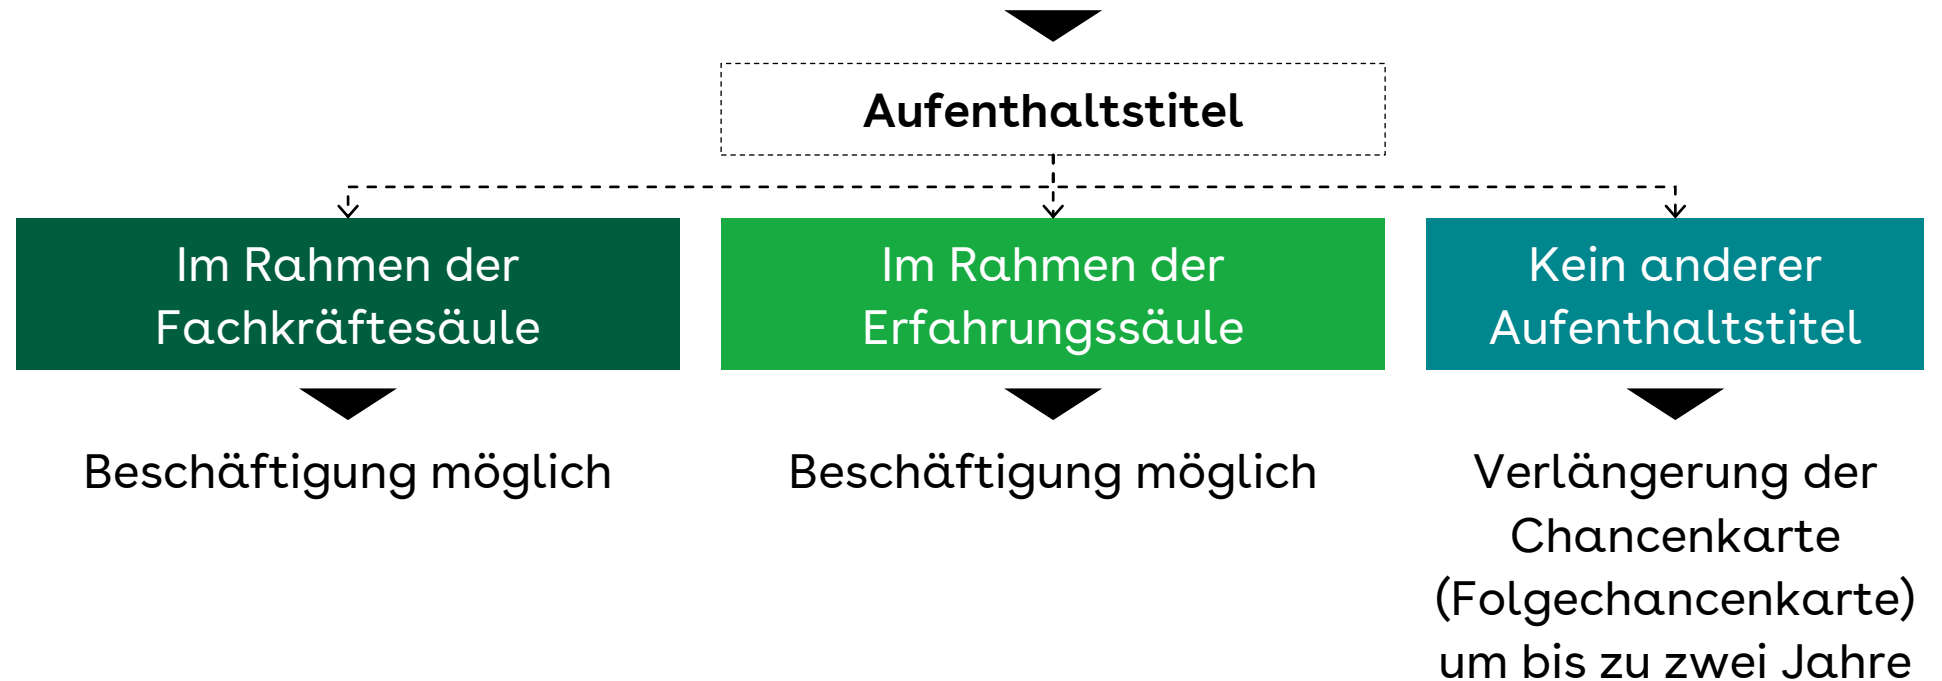 Aufenthaltstitel
Im Rahmen der
Fachkräftesäule
Im Rahmen der
Erfahrungssäule
Kein anderer
Aufenthaltstitel
Beschäftigung möglich
Beschäftigung möglich
Verlängerung der
Chancenkarte
(Folgechancenkarte)
um bis zu zwei Jahre